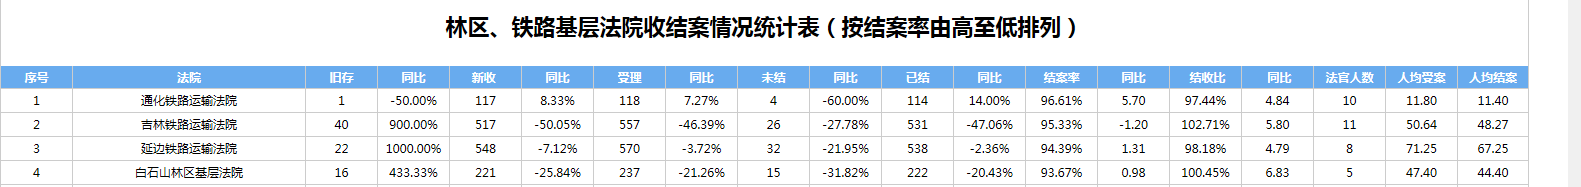 林区、铁路基层法院收结案情况统计表（按结案率由高至低排列）
序号 法院 旧存 同比 新收 同比 受理 同比 未结 同比 已结 同比 结案率 同比 结收比 同比 法官人数 人均受案 人均结案
1 通化铁路运输法院 1 -50.00% 117 8.33% 118 7.27% 4 -60.00% 114 14.00% 96.61% 5.70 97.44% 4.84 10 11.80 11.40
2 吉林铁路运输法院 40 900.00% 517 -50.05% 557 -46.39% 26 -27.78% 531 -47.06% 95.33% -1.20 102.71% 5.80 11 50.64 48.27
3 延边铁路运输法院 22 1000.00% 548 -7.12% 570 -3.72% 32 -21.95% 538 -2.36% 94.39% 1.31 98.18% 4.79 8 71.25 67.25
4 白石山林区基层法院 16 433.33% 221 -25.84% 237 -21.26% 15 -31.82% 222 -20.43% 93.67% 0.98 100.45% 6.83 5 47.40 44.40